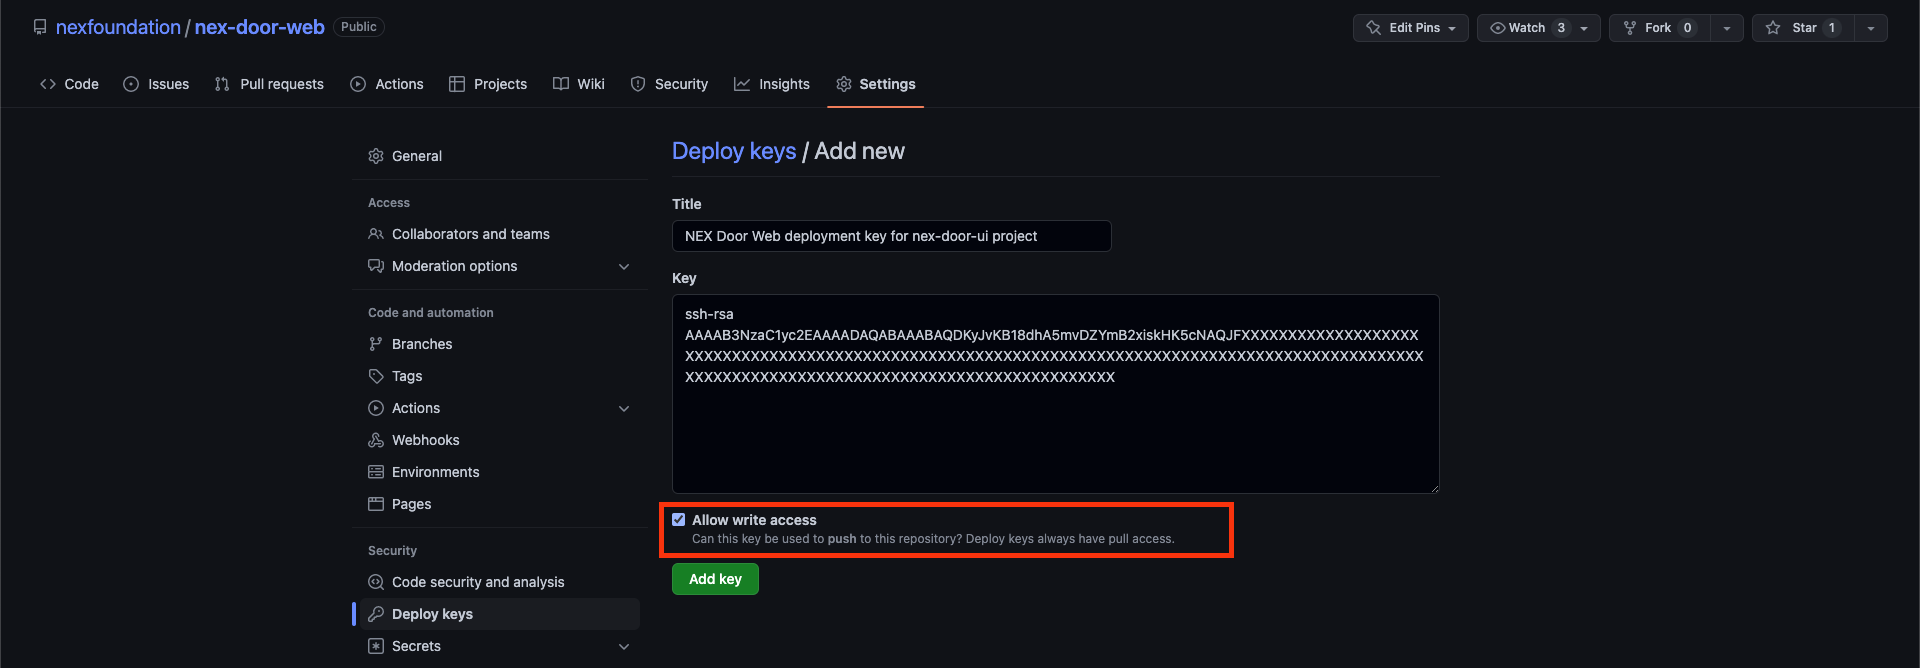 nexfoundation / nex-door-web Public
Edit Pins Watch 3 Fork 0 Star 1
Code Issues Pull requests Actions Projects Wiki Security Insights Settings
General
Access
Collaborators and teams
Moderation options
Code and automation
Branches
Tags
Actions
Webhooks
Environments
Pages
Security
Code security and analysis
Deploy keys
Secrets
Deploy keys / Add new
Title
NEX Door Web deployment key for nex-door-ui project
Key
ssh-rsa
AAAAB3NzaC1yc2EAAAADAQABAAABAQDKyJvKB18dhA5mvDZYmB2xiskHK5cNAQJFXXXXXXXXXXXXXXXXXXX
XXXXXXXXXXXXXXXXXXXXXXXXXXXXXXXXXXXXXXXXXXXXXXXXXXXXXXXXXXXXXXXXXXXXXXXXXXXXXXX
XXXXXXXXXXXXXXXXXXXXXXXXXXXXXXXXXXXXXXXXXXXXXX
Allow write access
Can this key be used to push to this repository? Deploy keys always have pull access.
Add key